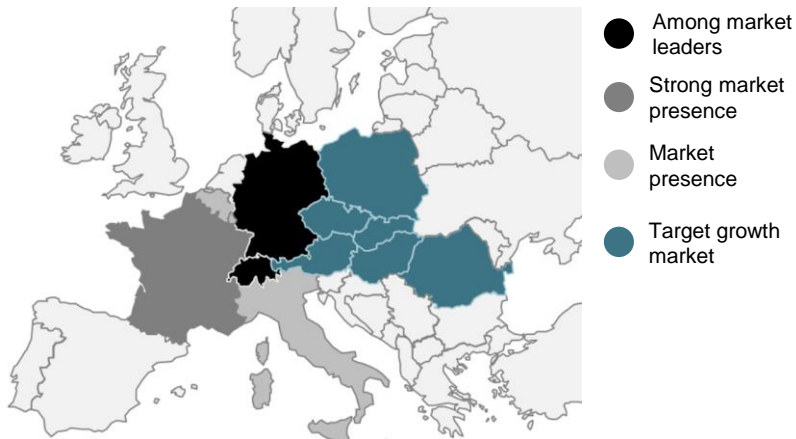 Among market
leaders
Strong market
presence
Market
presence
Target growth
market